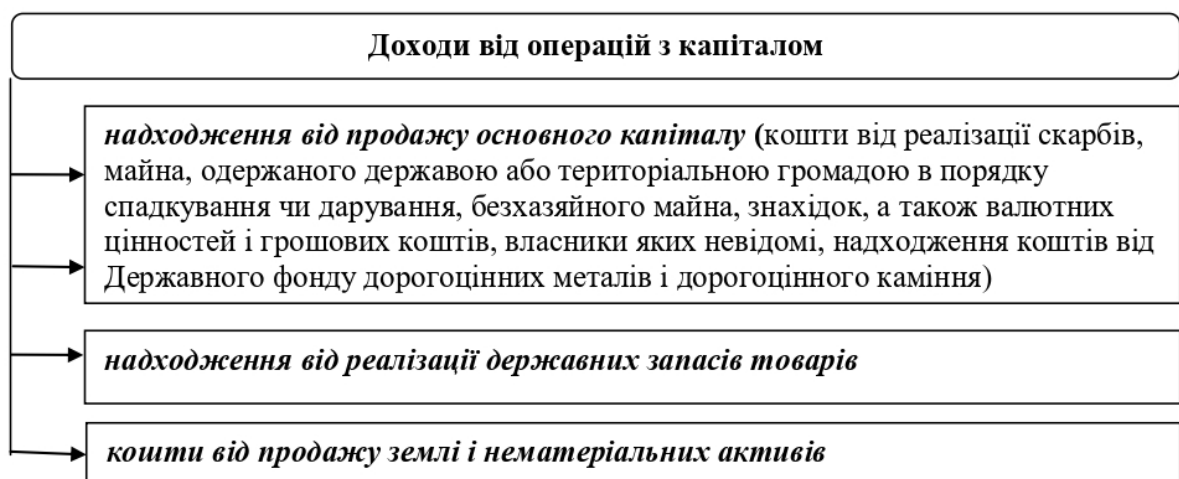 Доходи від операцій з капіталом
надходження від продажу основного капіталу (кошти від реалізації скарбів,
майна, одержаного державою або територіальною громадою в порядку
спадкування чи дарування, безхазяйного майна, знахідок, а також валютних
цінностей і грошових коштів, власники яких невідомі, надходження коштів від
Державного фонду дорогоцінних металів і дорогоцінного каміння)
надходження від реалізації державних запасів товарів
кошти від продажу землі і нематеріальних активів